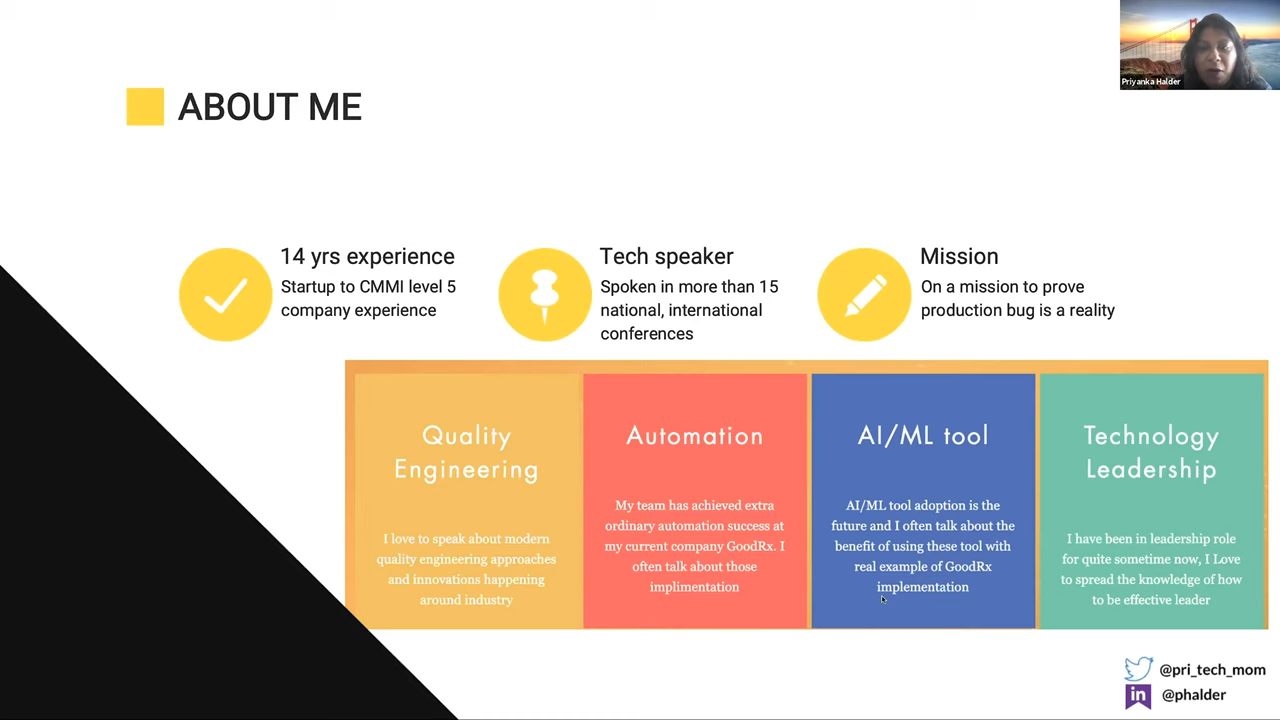 Priyanka Halder
ABOUT ME
14 yrs experience
Startup to CMMI level 5
company experience
Tech speaker
Spoken in more than 15
national, international
conferences
Mission
On a mission to prove
production bug is a reality
Quality
Engineering
I love to speak about modern
quality engineering approaches
and innovations happening
around industry
Automation
My team has achieved extra
ordinary automation success at
my current company GoodRx. I
often talk about those
implimentation
AI/ML tool
AI/ML tool adoption is the
future and I often talk about the
benefit of using these tool with
real example of GoodRx
implementation
Technology
Leadership
I have been in leadership role
for quite sometime now, I Love
to spread the knowledge of how
to be effective leader
@pri_tech_mom
in @phalder